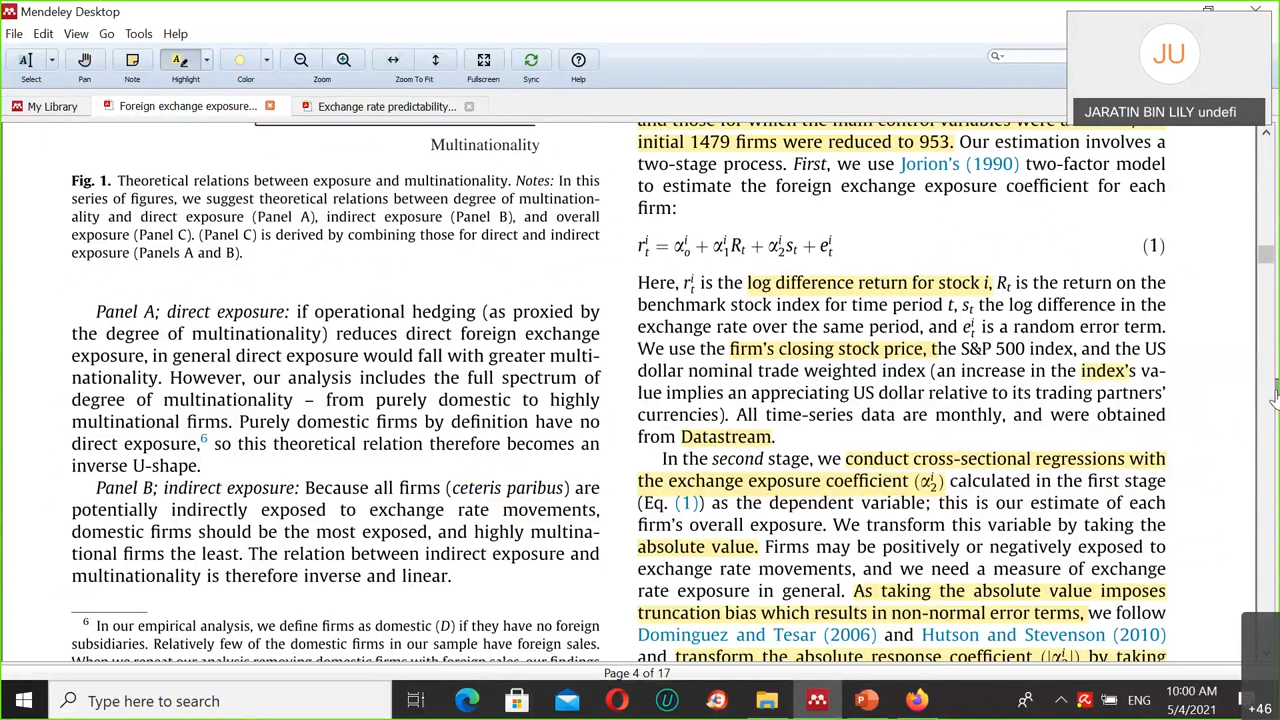 Mendeley Desktop
File Edit View Go Tools Help
Select Pan Note Highlight Color Zoom Zoom To Fit Fullscreen Sync Help
JU
JARATIN BIN LILY undefi
My Library Foreign exchange exposure... Exchange rate predictability...
Multinationality
Fig. 1. Theoretical relations between exposure and multinationality. Notes: In this
series of figures, we suggest theoretical relations between degree of multination-
ality and direct exposure (Panel A), indirect exposure (Panel B), and overall
exposure (Panel C). (Panel C) is derived by combining those for direct and indirect
exposure (Panels A and B).
Panel A; direct exposure: if operational hedging (as proxied by
the degree of multinationality) reduces direct foreign exchange
exposure, in general direct exposure would fall with greater multi-
nationality. However, our analysis includes the full spectrum of
degree of multinationality – from purely domestic to highly
multinational firms. Purely domestic firms by definition have no
direct exposure,6 so this theoretical relation therefore becomes an
inverse U-shape.
Panel B; indirect exposure: Because all firms (ceteris paribus) are
potentially indirectly exposed to exchange rate movements,
domestic firms should be the most exposed, and highly multina-
tional firms the least. The relation between indirect exposure and
multinationality is therefore inverse and linear.
6 In our empirical analysis, we define firms as domestic (D) if they have no foreign
subsidiaries. Relatively few of the domestic firms in our sample have foreign sales.
initial 1479 firms were reduced to 953. Our estimation involves a
two-stage process. First, we use Jorion's (1990) two-factor model
to estimate the foreign exchange exposure coefficient for each
firm:
r_t^i = α_o^i + α_1^i R_t + α_2^i s_t + e_t^i (1)
Here, r_t^i is the log difference return for stock i, R_t is the return on the
benchmark stock index for time period t, s_t the log difference in the
exchange rate over the same period, and e_t^i is a random error term.
We use the firm's closing stock price, the S&P 500 index, and the US
dollar nominal trade weighted index (an increase in the index's va-
lue implies an appreciating US dollar relative to its trading partners'
currencies). All time-series data are monthly, and were obtained
from Datastream.
In the second stage, we conduct cross-sectional regressions with
the exchange exposure coefficient (α_2^i) calculated in the first stage
(Eq. (1)) as the dependent variable; this is our estimate of each
firm's overall exposure. We transform this variable by taking the
absolute value. Firms may be positively or negatively exposed to
exchange rate movements, and we need a measure of exchange
rate exposure in general. As taking the absolute value imposes
truncation bias which results in non-normal error terms, we follow
Dominguez and Tesar (2006) and Hutson and Stevenson (2010)
and transform the absolute response coefficient (|α_2^i|) by taking
Page 4 of 17
Type here to search
ENG
10:00 AM
5/4/2021
+46